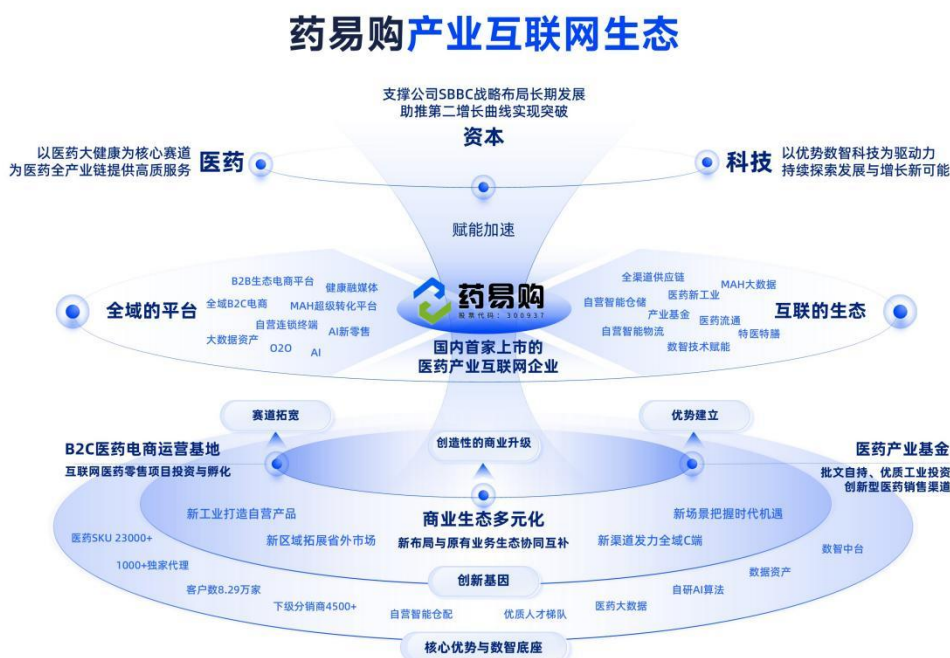 药易购产业互联网生态
支撑公司SBBC战略布局长期发展
助推第二增长曲线实现突破
资本
以医药大健康为核心赛道
为医药全产业链提供高质服务
医药
科技
以优势数智科技为驱动力
持续探索发展与增长新可能
赋能加速
全域的平台
B2B生态电商平台
健康融媒体
全域B2C电商
MAH超级转化平台
自营连锁终端
AI新零售
大数据资产
O2O
AI
药易购
股票代码：300937
国内首家上市的
医药产业互联网企业
全渠道供应链
MAH大数据
医药新工业
自营智能仓储
产业基金
医药流通
自营智能物流
特医特膳
数智技术赋能
互联的生态
赛道拓宽
优势建立
创造性的商业升级
B2C医药电商运营基地
互联网医药零售项目投资与孵化
医药产业基金
批文自持、优质工业投资
创新型医药销售渠道
新工业打造自营产品
商业生态多元化
新场景把握时代机遇
新区域拓展省外市场
新布局与原有业务生态协同互补
新渠道发力全域C端
创新基因
医药SKU 23000+
1000+独家代理
客户数8.29万家
下级分销商4500+
自营智能仓配
优质人才梯队
医药大数据
自研AI算法
数据资产
数智中台
核心优势与数智底座